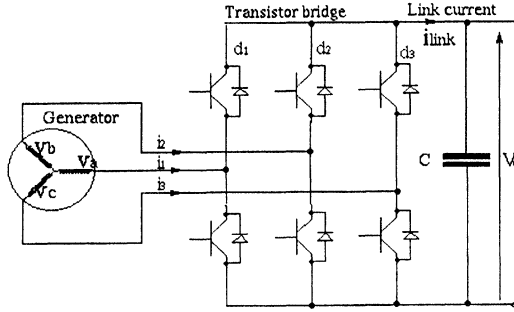 Transistor bridge
Link current
ilink
d1
d2
d3
Generator
Vb
Va
Vc
i2
i1
i3
C
V